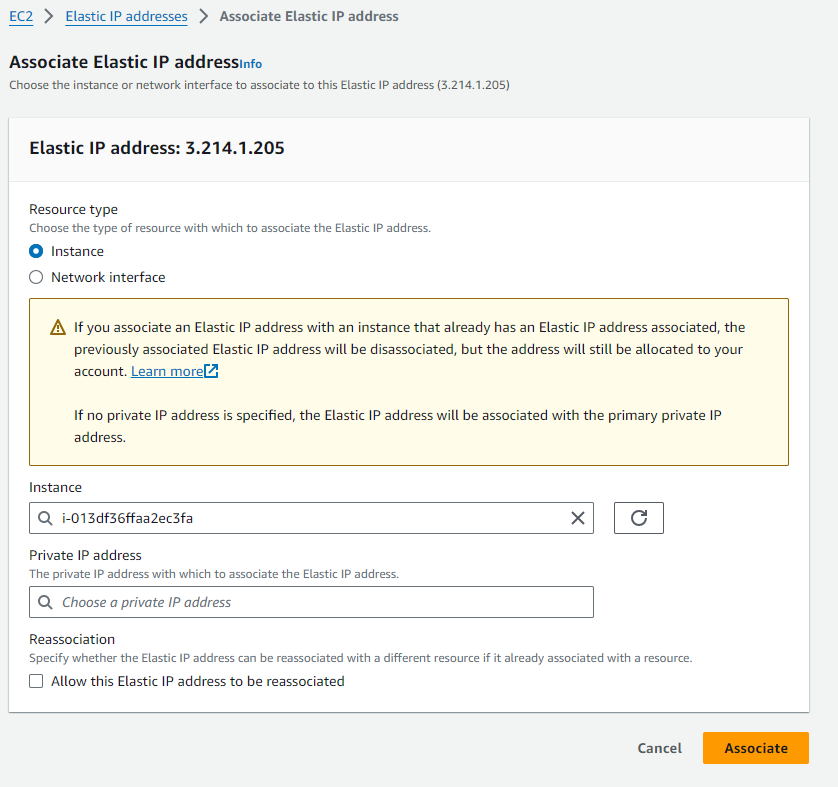 EC2 > Elastic IP addresses > Associate Elastic IP address
Associate Elastic IP address Info
Choose the instance or network interface to associate to this Elastic IP address (3.214.1.205)
Elastic IP address: 3.214.1.205
Resource type
Choose the type of resource with which to associate the Elastic IP address.
Instance
Network interface
If you associate an Elastic IP address with an instance that already has an Elastic IP address associated, the
previously associated Elastic IP address will be disassociated, but the address will still be allocated to your
account. Learn more
If no private IP address is specified, the Elastic IP address will be associated with the primary private IP
address.
Instance
i-013df36ffaa2ec3fa
Private IP address
The private IP address with which to associate the Elastic IP address.
Choose a private IP address
Reassociation
Specify whether the Elastic IP address can be reassociated with a different resource if it already associated with a resource.
Allow this Elastic IP address to be reassociated
Cancel
Associate